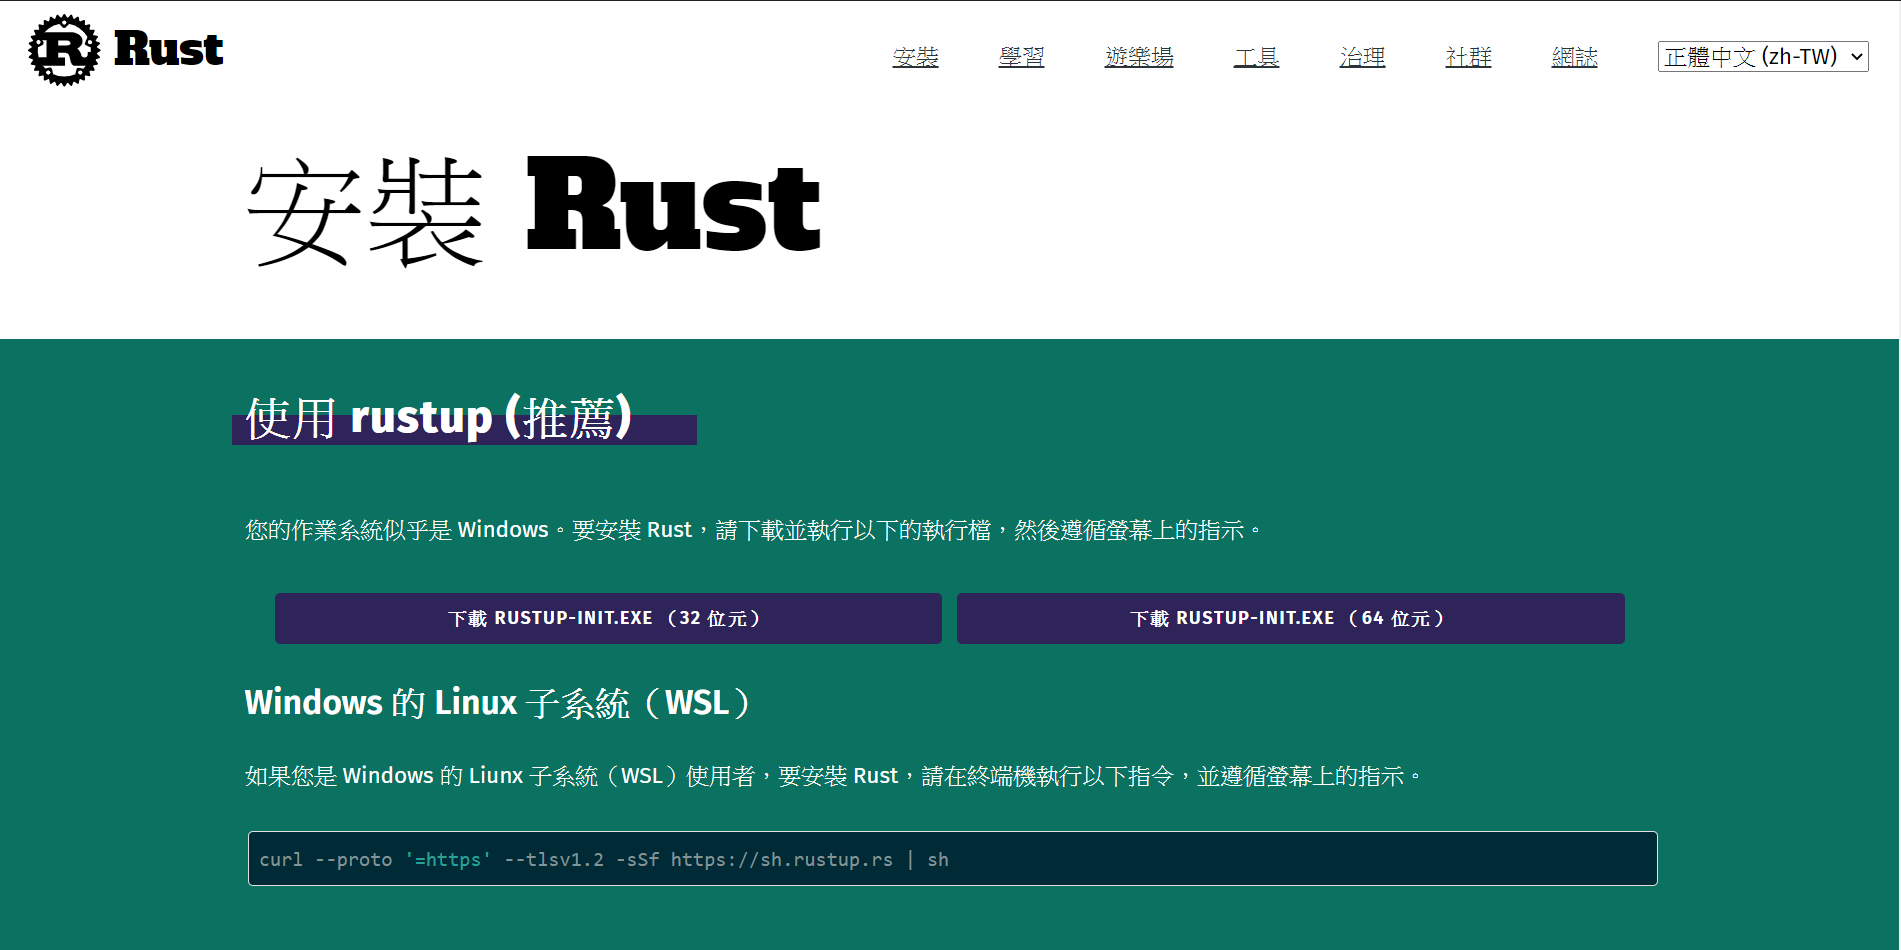 Rust
安裝 學習 遊樂場 工具 治理 社群 網誌 正體中文 (zh-TW)
安裝 Rust
使用 rustup (推薦)
您的作業系統似乎是 Windows。要安裝 Rust，請下載並執行以下的執行檔，然後遵循螢幕上的指示。
下載 RUSTUP-INIT.EXE （32 位元） 下載 RUSTUP-INIT.EXE （64 位元）
Windows 的 Linux 子系統（WSL）
如果您是 Windows 的 Liunx 子系統（WSL）使用者，要安裝 Rust，請在終端機執行以下指令，並遵循螢幕上的指示。
curl --proto '=https' --tlsv1.2 -sSf https://sh.rustup.rs | sh